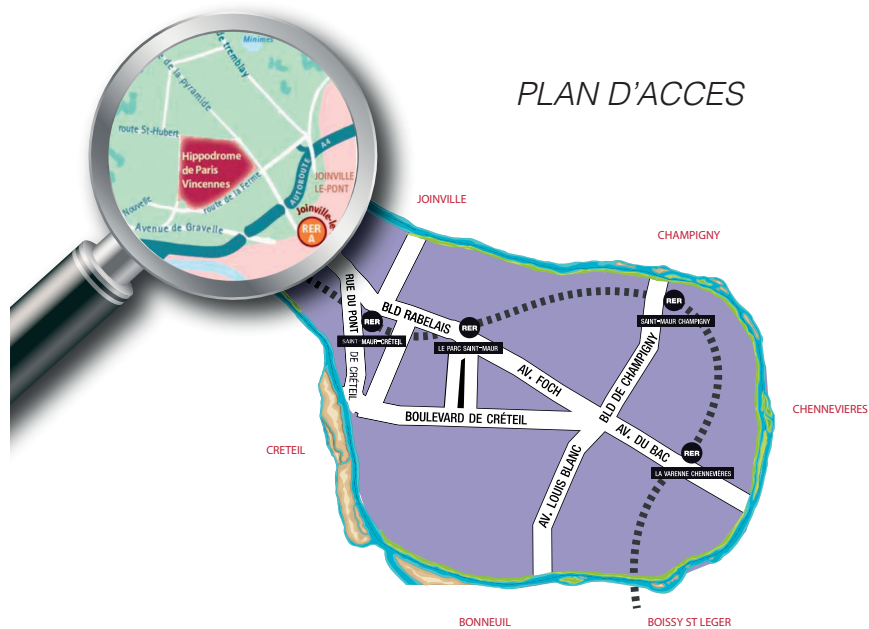 PLAN D'ACCES
Minimes
de tremblay
de la pyramide
route St-Hubert
Hippodrome
de Paris
Vincennes
A4
AUTOROUTE
JOINVILLE
LE-PONT
route de la Ferme
Nouvelle
Avenue de Gravelle
Joinville-le-
RER
A
JOINVILLE
CHAMPIGNY
RUE DU PONT
DE CRÉTEIL
BLD RABELAIS
RER
SAINT-MAUR-CRÉTEIL
RER
LE PARC SAINT-MAUR
RER
SAINT-MAUR CHAMPIGNY
AV. FOCH
BLD DE CHAMPIGNY
BOULEVARD DE CRÉTEIL
CHENNEVIERES
CRETEIL
AV. DU BAC
RER
LA VARENNE CHENNEVIÈRES
AV. LOUIS BLANC
BONNEUIL
BOISSY ST LEGER